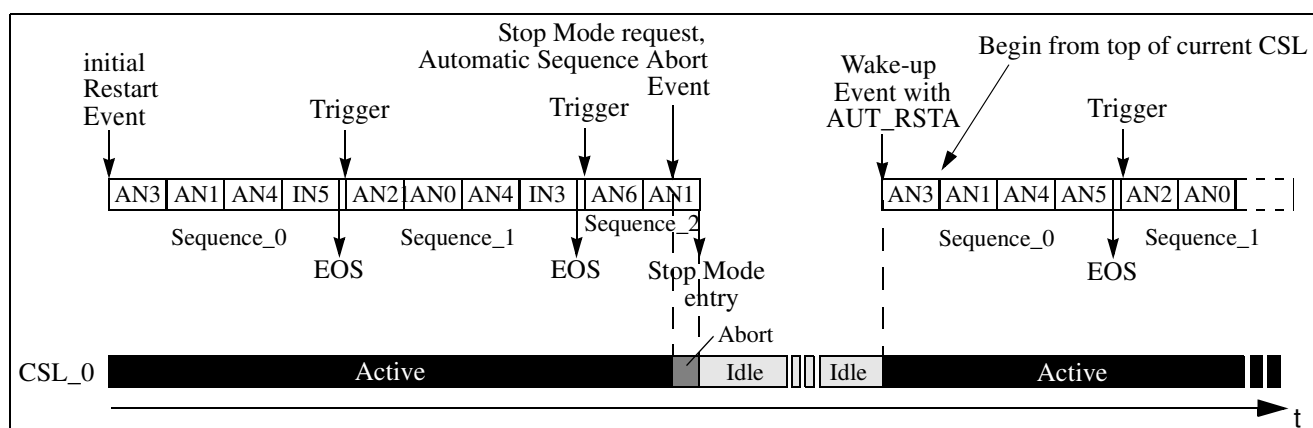 initial
Restart
Event
Trigger
Stop Mode request,
Automatic Sequence Abort
Event
Trigger
Wake-up
Event with
AUT_RSTA
Begin from top of current CSL
Trigger
AN3 AN1 AN4 IN5 AN21 AN0 AN4 IN3 AN6 AN1
AN3 AN1 AN4 AN5 AN2 AN0
Sequence_0
Sequence_1
Sequence_2
Sequence_0
Sequence_1
EOS
EOS
Stop Mode
entry
EOS
Abort
CSL_0
Active
Idle
Idle
Active
t